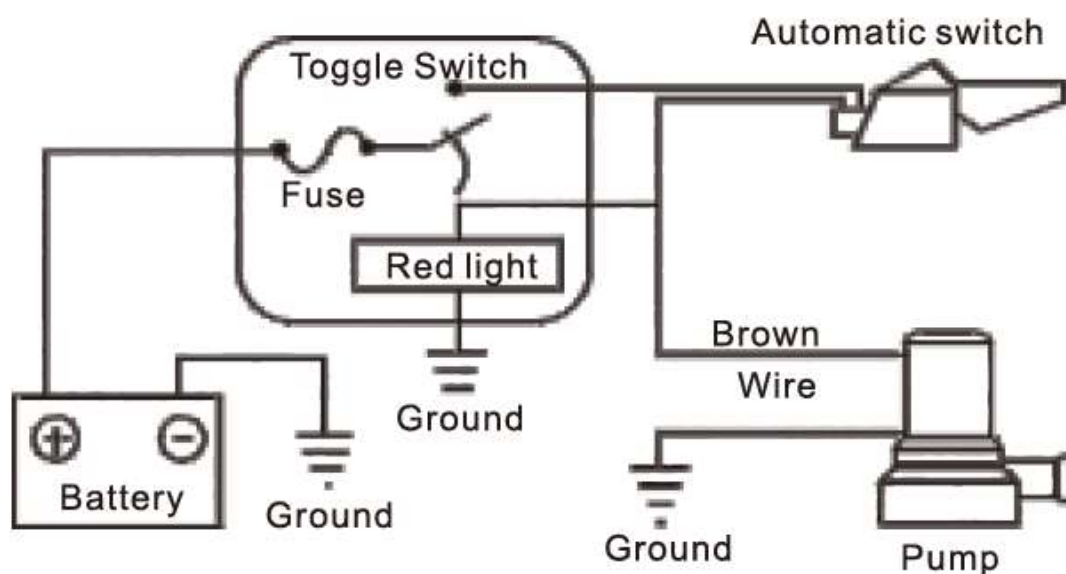 Automatic switch
Toggle Switch
Fuse
Red light
Brown
Wire
Ground
+ -
Battery
Ground
Ground
Pump